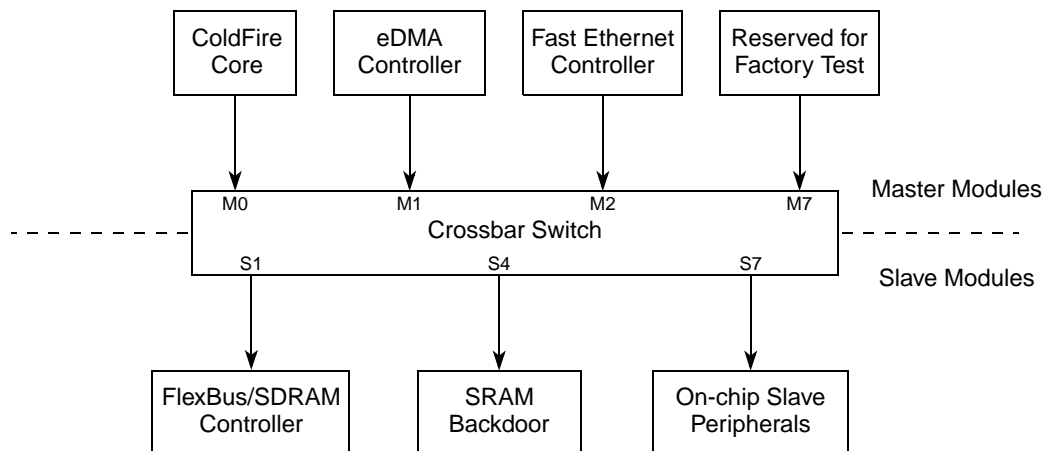 ColdFire
Core
eDMA
Controller
Fast Ethernet
Controller
Reserved for
Factory Test
Master Modules
M0
M1
M2
M7
Crossbar Switch
S1
S4
S7
Slave Modules
FlexBus/SDRAM
Controller
SRAM
Backdoor
On-chip Slave
Peripherals